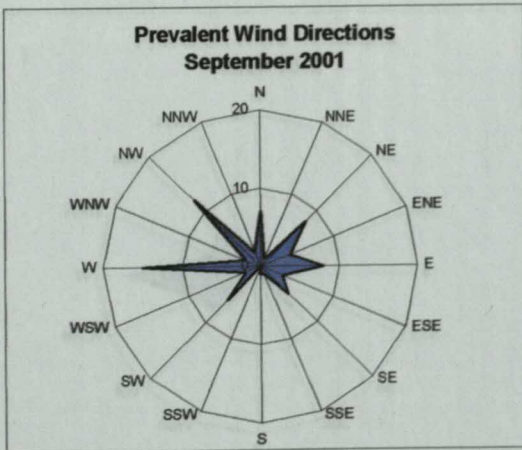 Prevalent Wind Directions
September 2001
N
20
NNW
NNE
NW
NE
10
WNW
ENE
W
E
WSW
ESE
SW
SE
SSW
SSE
S